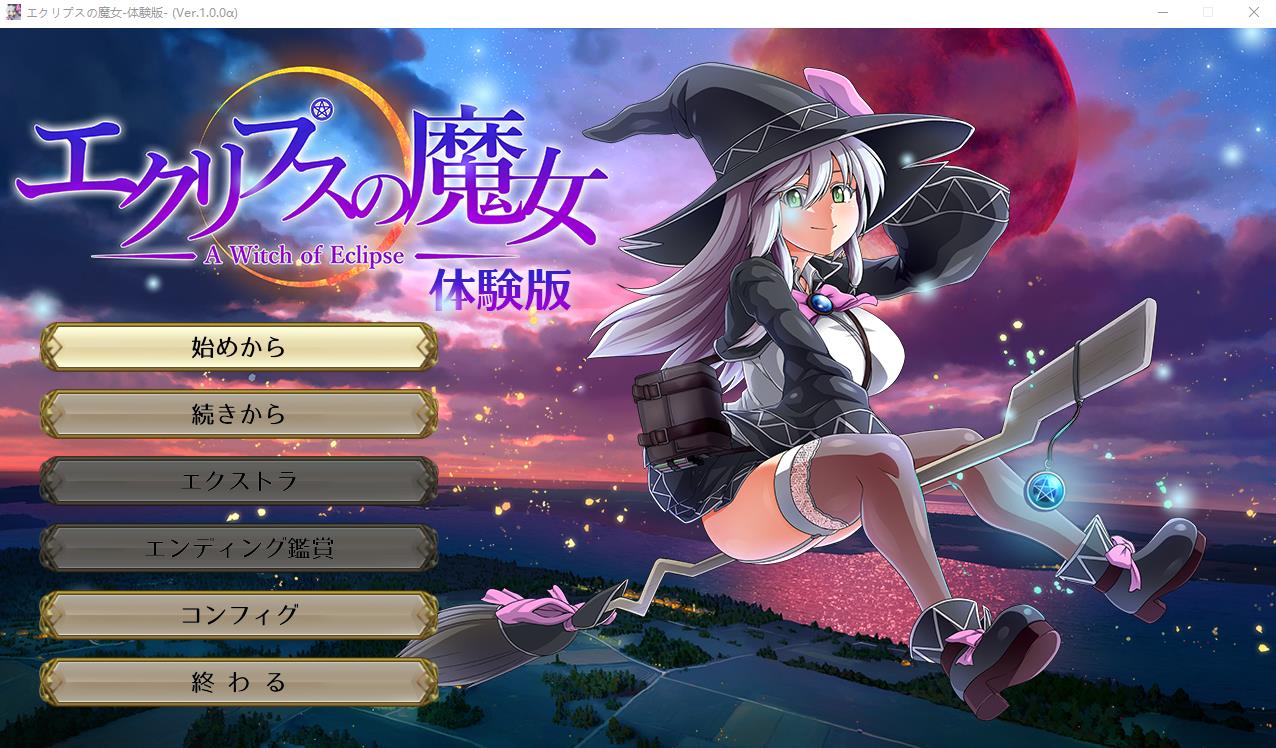 エクリプスの魔女-体験版- (Ver.1.0.0α)
エクリプスの魔女
A Witch of Eclipse
体験版
始めから
続きから
エクストラ
エンディング鑑賞
コンフィグ
終わる